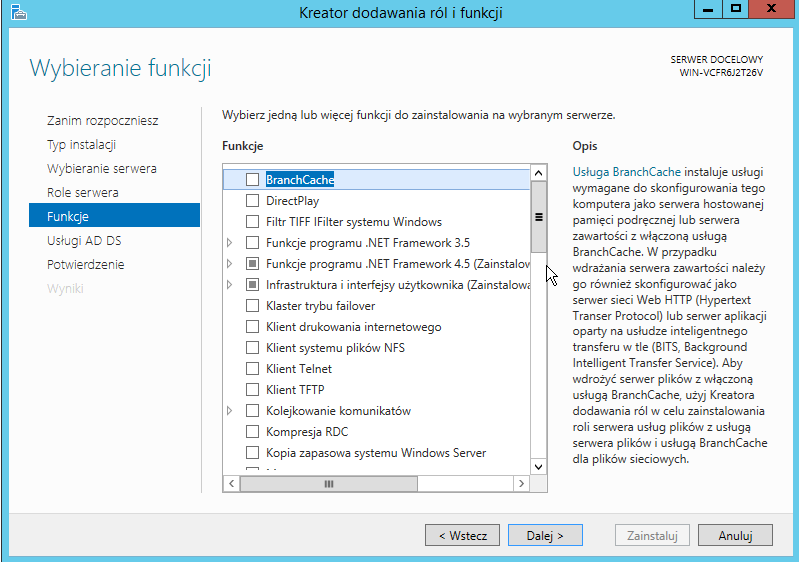 Kreator dodawania ról i funkcji
Wybieranie funkcji
SERWER DOCELOWY
WIN-VCFR6J2T26V
Zanim rozpoczniesz
Typ instalacji
Wybieranie serwera
Role serwera
Funkcje
Usługi AD DS
Potwierdzenie
Wyniki
Wybierz jedną lub więcej funkcji do zainstalowania na wybranym serwerze.
Funkcje
BranchCache
DirectPlay
Filtr TIFF IFilter systemu Windows
Funkcje programu .NET Framework 3.5
Funkcje programu .NET Framework 4.5 (Zainstalow
Infrastruktura i interfejsy użytkownika (Zainstalowa
Klaster trybu failover
Klient drukowania internetowego
Klient systemu plików NFS
Klient Telnet
Klient TFTP
Kolejkowanie komunikatów
Kompresja RDC
Kopia zapasowa systemu Windows Server
Opis
Usługa BranchCache instaluje usługi
wymagane do skonfigurowania tego
komputera jako serwera hostowanej
pamięci podręcznej lub serwera
zawartości z włączoną usługą
BranchCache. W przypadku
wdrażania serwera zawartości należy
go również skonfigurować jako
serwer sieci Web HTTP (Hypertext
Transer Protocol) lub serwer aplikacji
oparty na usłudze inteligentnego
transferu w tle (BITS, Background
Intelligent Transfer Service). Aby
wdrożyć serwer plików z włączoną
usługą BranchCache, użyj Kreatora
dodawania ról w celu zainstalowania
roli serwera usług plików z usługą
serwera plików i usługą BranchCache
dla plików sieciowych.
< Wstecz
Dalej >
Zainstaluj
Anuluj